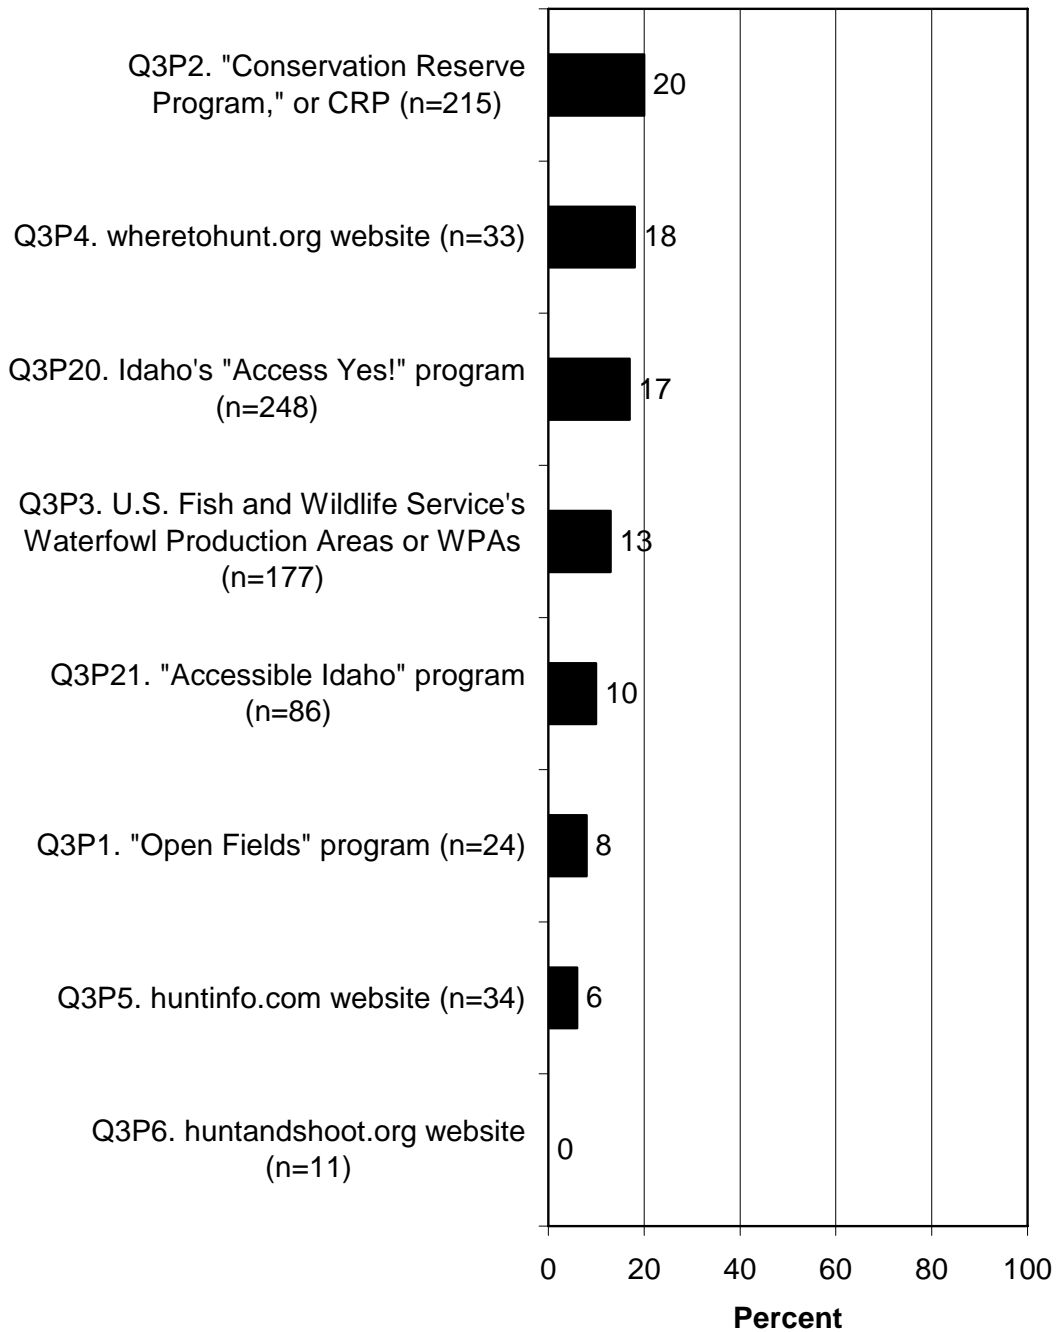 Q3P2. "Conservation Reserve
Program," or CRP (n=215)
20
Q3P4. wheretohunt.org website (n=33)
18
Q3P20. Idaho's "Access Yes!" program
(n=248)
17
Q3P3. U.S. Fish and Wildlife Service's
Waterfowl Production Areas or WPAs
(n=177)
13
Q3P21. "Accessible Idaho" program
(n=86)
10
Q3P1. "Open Fields" program (n=24)
8
Q3P5. huntinfo.com website (n=34)
6
Q3P6. huntandshoot.org website
(n=11)
0
0 20 40 60 80 100
Percent